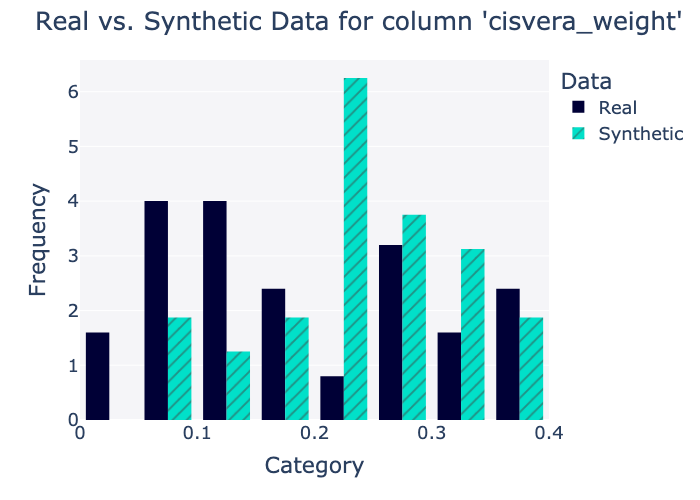 Real vs. Synthetic Data for column 'cisvera_weight'
Data
Real
Synthetic
Frequency
6
5
4
3
2
1
0
0 0.1 0.2 0.3 0.4
Category